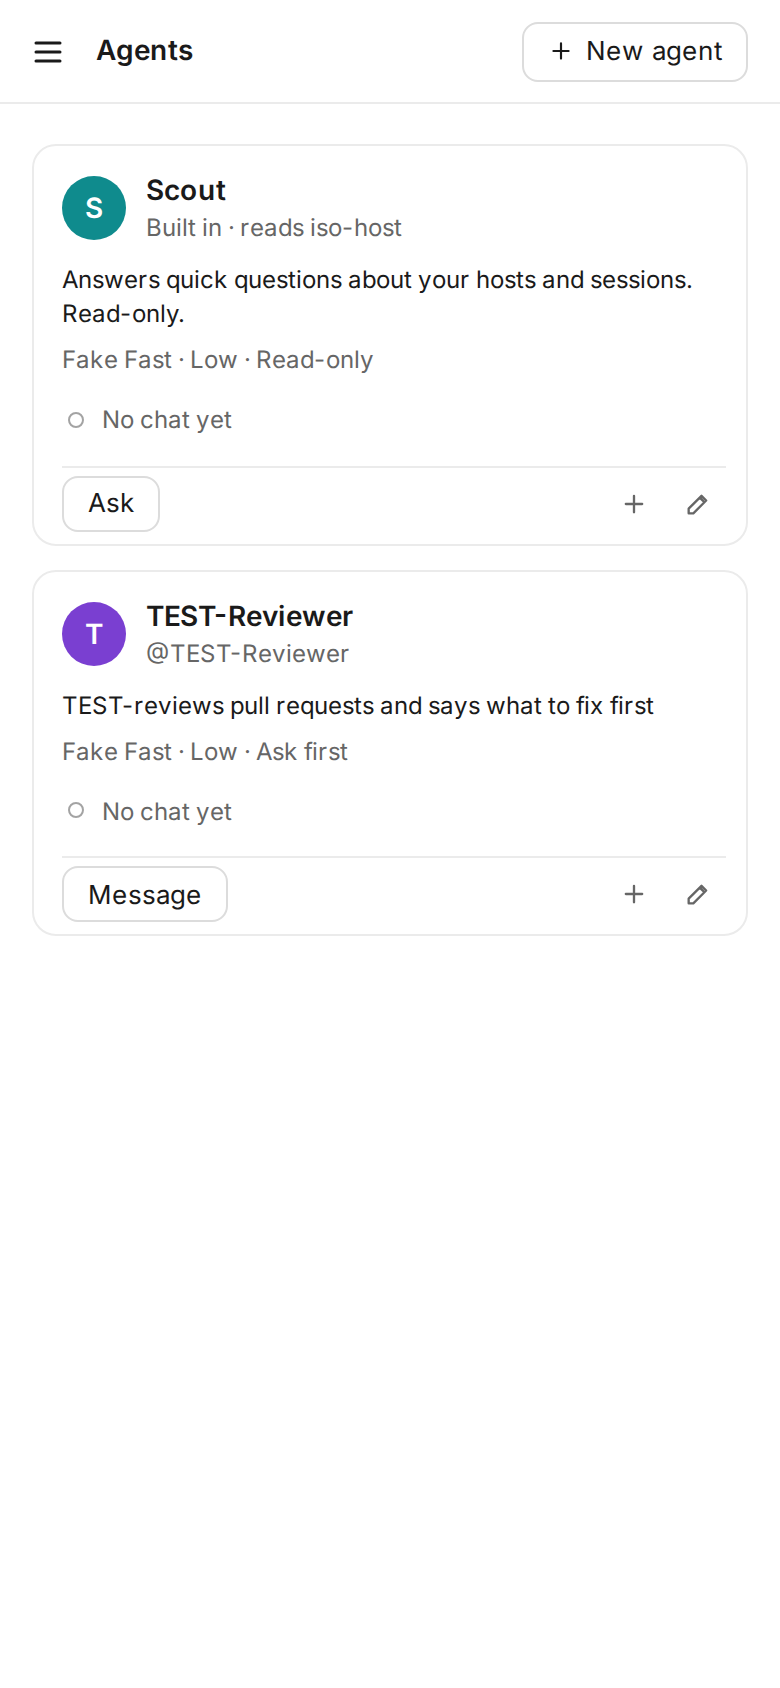 Agents
New agent
S
Scout
Built in · reads iso-host
Answers quick questions about your hosts and sessions.
Read-only.
Fake Fast · Low · Read-only
No chat yet
Ask
T
TEST-Reviewer
@TEST-Reviewer
TEST-reviews pull requests and says what to fix first
Fake Fast · Low · Ask first
No chat yet
Message